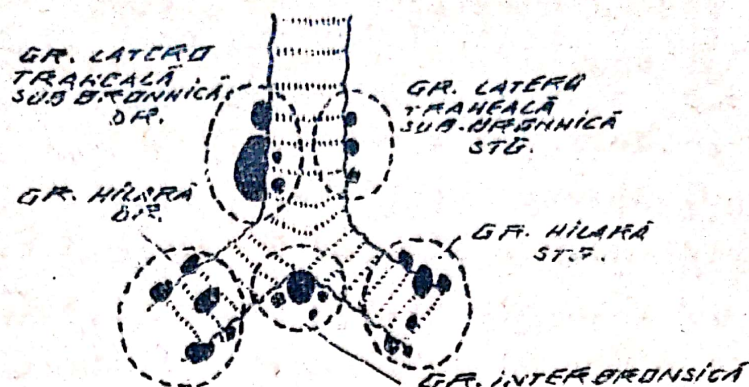 GR. LATERO
TRAHEALĂ
SUB BRONHICĂ
DR.
GR. LATERO
TRAHEALĂ
SUB.BRONHICĂ
STG.
GR. HILARĂ
DR.
GR. HILARĂ
STG.
GR. INTERBRONSICĂ